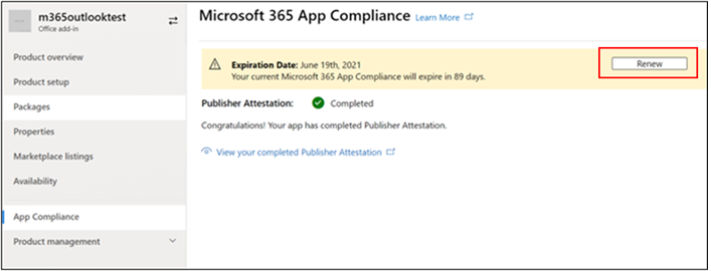 m365outlooktest
Office add-in
Product overview
Product setup
Packages
Properties
Marketplace listings
Availability
App Compliance
Product management
Microsoft 365 App Compliance Learn More
Expiration Date: June 19th, 2021
Your current Microsoft 365 App Compliance will expire in 89 days.
Renew
Publisher Attestation: Completed
Congratulations! Your app has completed Publisher Attestation.
View your completed Publisher Attestation